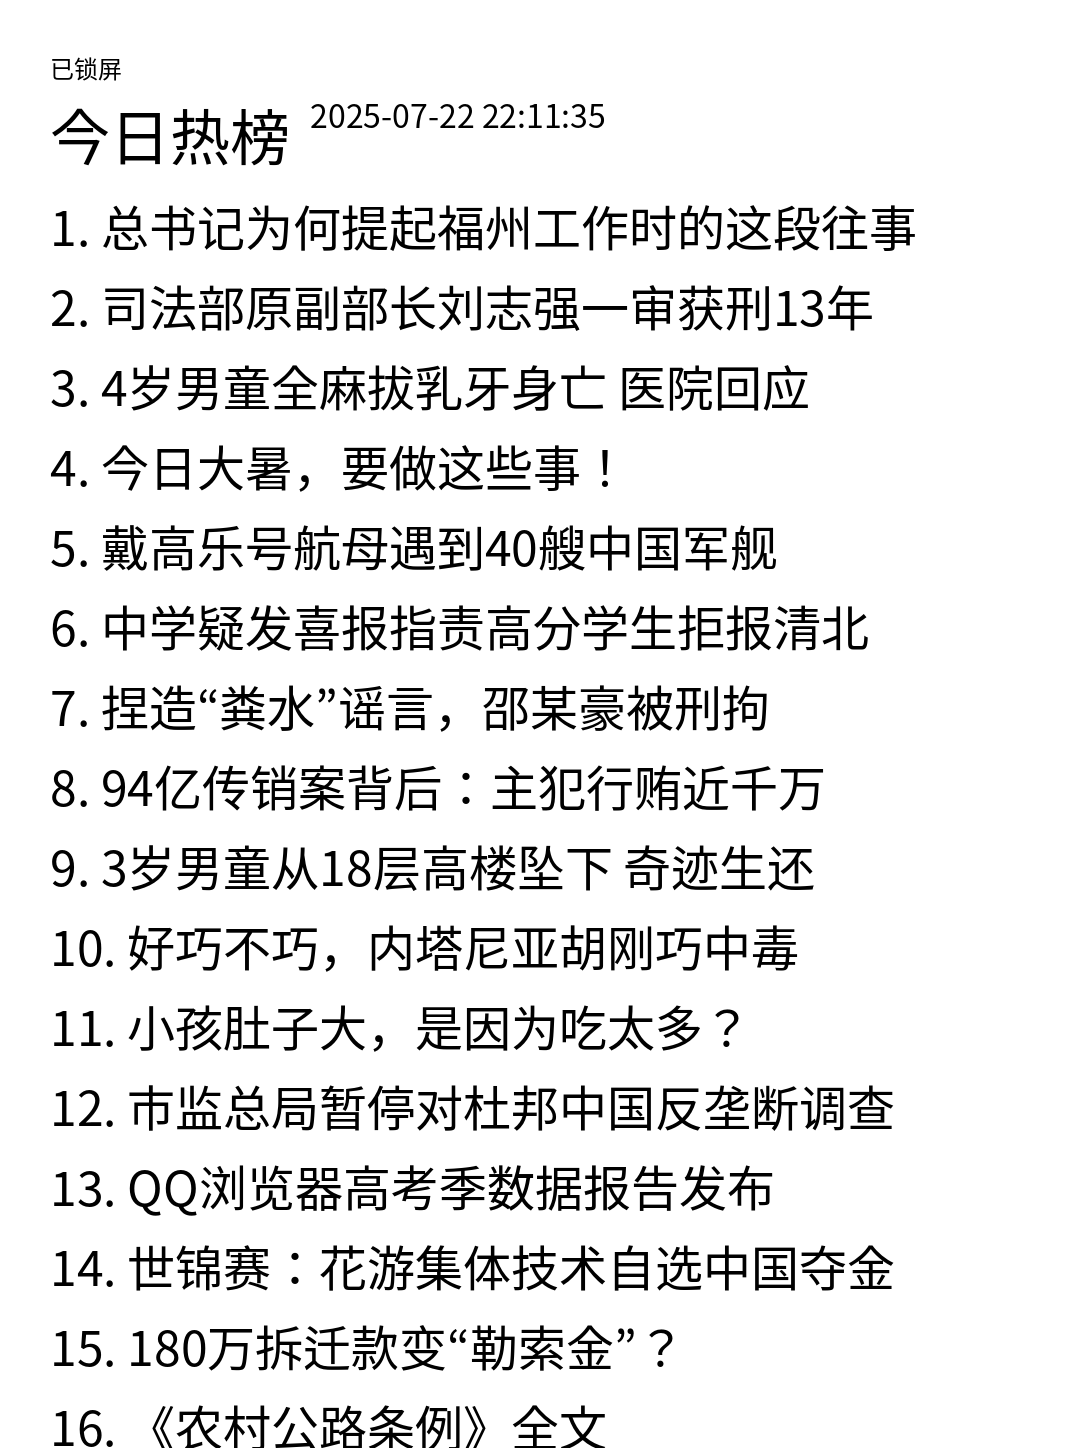 已锁屏
今日热榜 2025-07-22 22:11:35
1. 总书记为何提起福州工作时的这段往事
2. 司法部原副部长刘志强一审获刑13年
3. 4岁男童全麻拔乳牙身亡 医院回应
4. 今日大暑，要做这些事！
5. 戴高乐号航母遇到40艘中国军舰
6. 中学疑发喜报指责高分学生拒报清北
7. 捏造“粪水”谣言，邵某豪被刑拘
8. 94亿传销案背后：主犯行贿近千万
9. 3岁男童从18层高楼坠下 奇迹生还
10. 好巧不巧，内塔尼亚胡刚巧中毒
11. 小孩肚子大，是因为吃太多？
12. 市监总局暂停对杜邦中国反垄断调查
13. QQ浏览器高考季数据报告发布
14. 世锦赛：花游集体技术自选中国夺金
15. 180万拆迁款变“勒索金”？
16. 《农村公路条例》全文